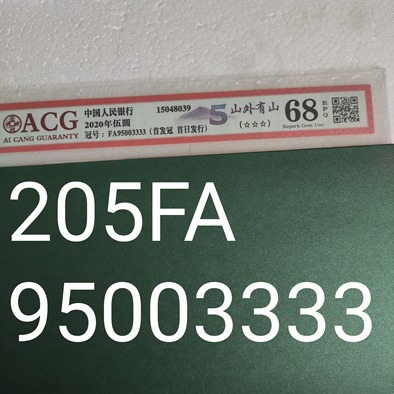 ACG
AI CANG GUARANTY
中国人民银行 15048039
2020年伍圆
冠号：FA95003333（首发冠 首日发行）
5 山外有山
（☆☆☆）
68 EPQ
Superb Gem Unc
205FA
95003333